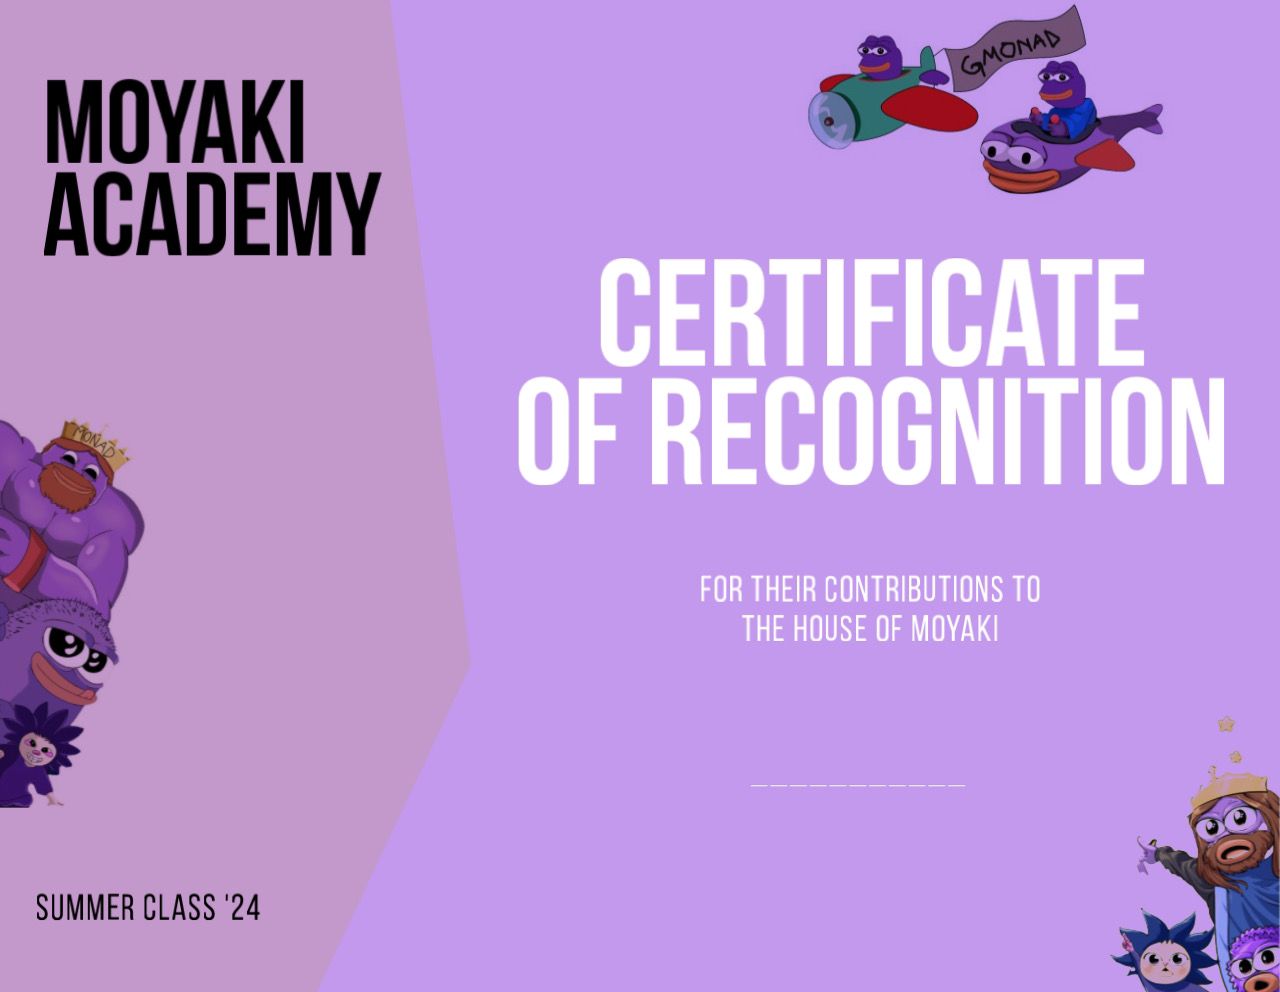 MOYAKI
ACADEMY
GMONAD
CERTIFICATE
OF RECOGNITION
MONAD
FOR THEIR CONTRIBUTIONS TO
THE HOUSE OF MOYAKI
___________
SUMMER CLASS '24